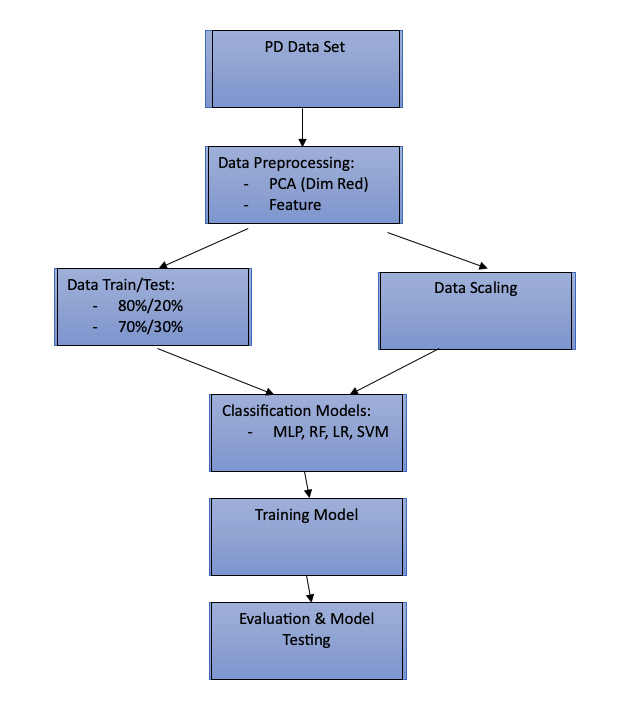 PD Data Set
Data Preprocessing:
- PCA (Dim Red)
- Feature
Data Train/Test:
- 80%/20%
- 70%/30%
Data Scaling
Classification Models:
- MLP, RF, LR, SVM
Training Model
Evaluation & Model
Testing